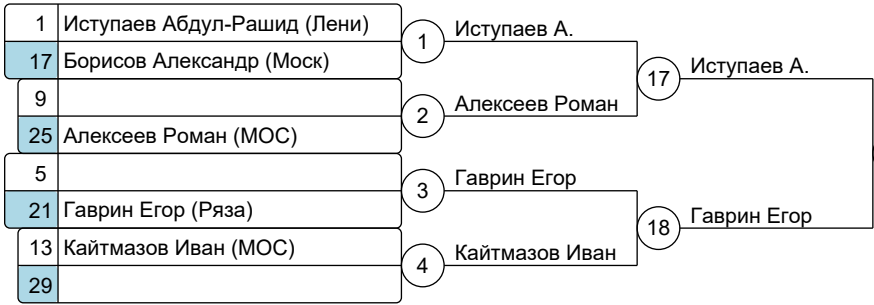 1 Иступаев Абдул-Рашид (Лени)
17 Борисов Александр (Моск)
1 Иступаев А.
9
25 Алексеев Роман (МОС)
2 Алексеев Роман
17 Иступаев А.
5
21 Гаврин Егор (Ряза)
3 Гаврин Егор
13 Кайтмазов Иван (МОС)
29
4 Кайтмазов Иван
18 Гаврин Егор